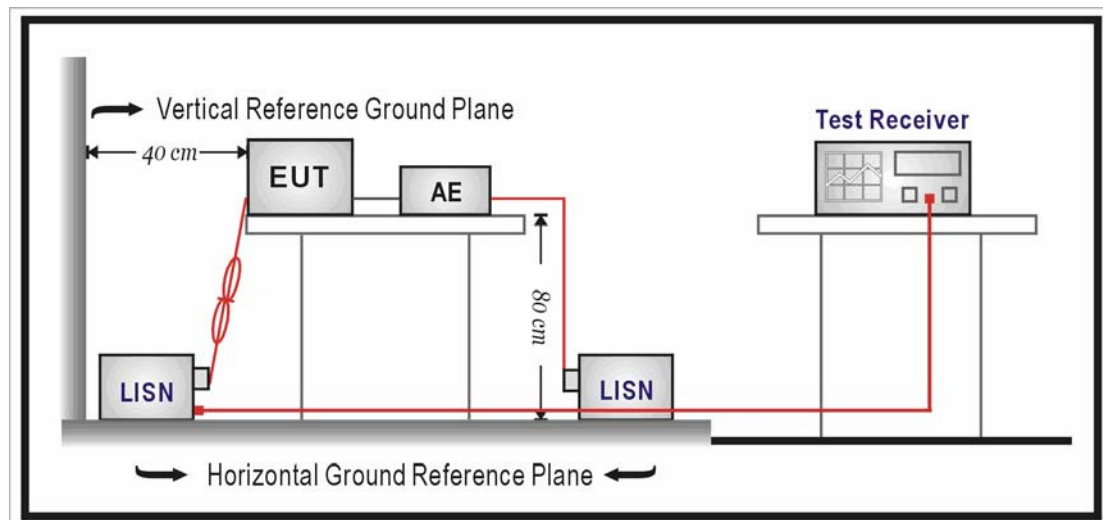 Vertical Reference Ground Plane
40 cm
EUT
AE
Test Receiver
80 cm
LISN
LISN
Horizontal Ground Reference Plane